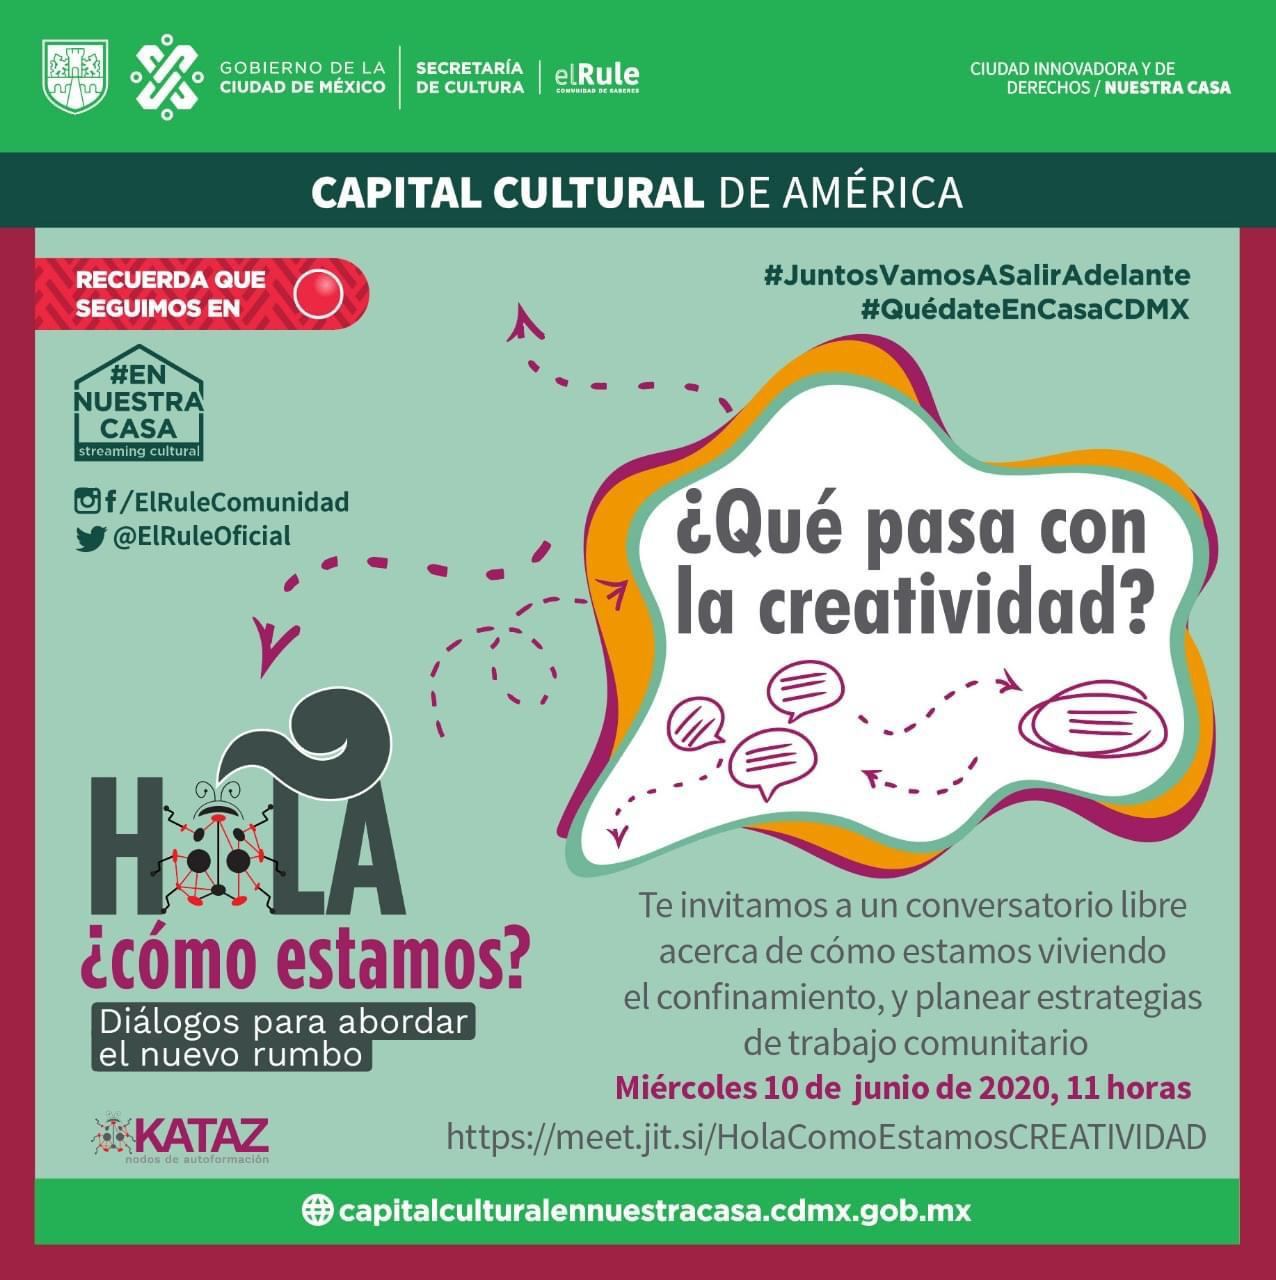 GOBIERNO DE LA
CIUDAD DE MÉXICO
SECRETARÍA
DE CULTURA
elRule
COMUNIDAD DE SABERES
CIUDAD INNOVADORA Y DE
DERECHOS / NUESTRA CASA
CAPITAL CULTURAL DE AMÉRICA
RECUERDA QUE
SEGUIMOS EN
#JuntosVamosASalirAdelante
#QuédateEnCasaCDMX
#EN
NUESTRA
CASA
streaming cultural
f/ElRuleComunidad
@ElRuleOficial
¿Qué pasa con
la creatividad?
HOLA
¿cómo estamos?
Diálogos para abordar
el nuevo rumbo
Te invitamos a un conversatorio libre
acerca de cómo estamos viviendo
el confinamiento, y planear estrategias
de trabajo comunitario
Miércoles 10 de junio de 2020, 11 horas
https://meet.jit.si/HolaComoEstamosCREATIVIDAD
KATAZ
nodos de autoformación
capitalculturalennuestracasa.cdmx.gob.mx